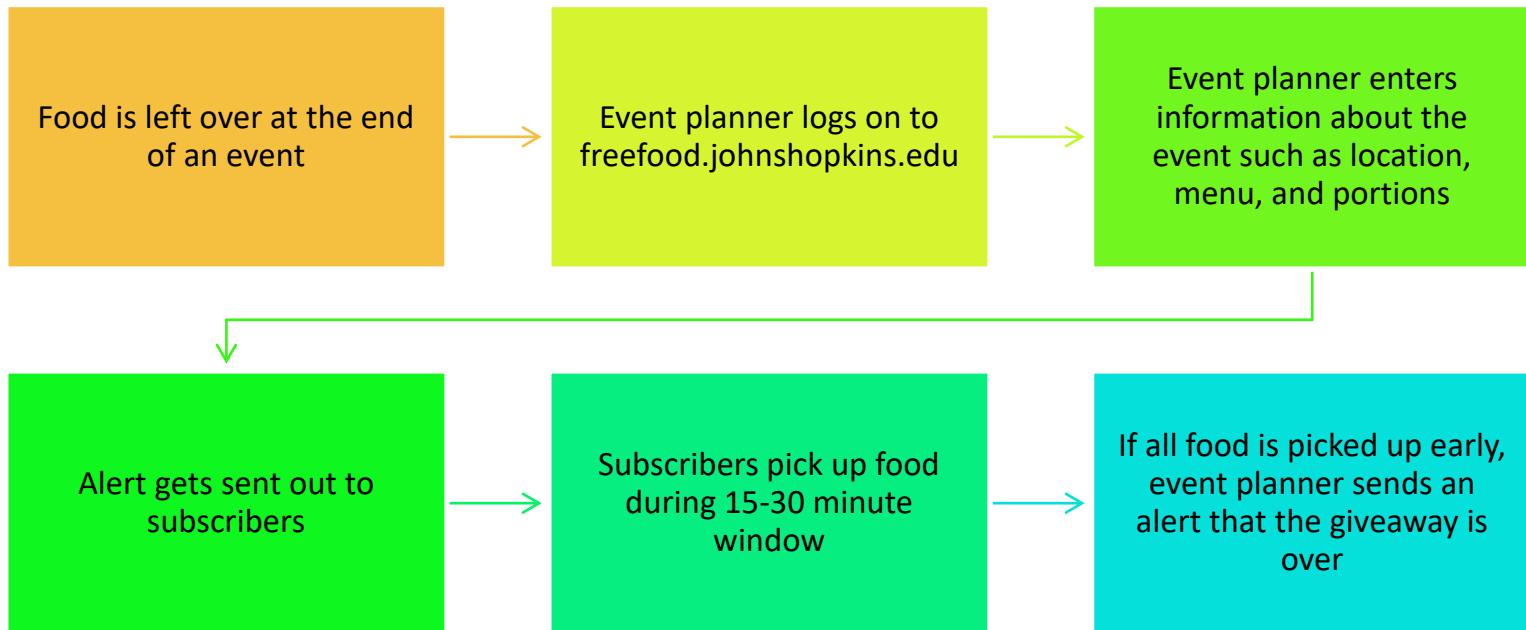 Food is left over at the end
of an event
Event planner logs on to
freefood.johnshopkins.edu
Event planner enters
information about the
event such as location,
menu, and portions
Alert gets sent out to
subscribers
Subscribers pick up food
during 15-30 minute
window
If all food is picked up early,
event planner sends an
alert that the giveaway is
over